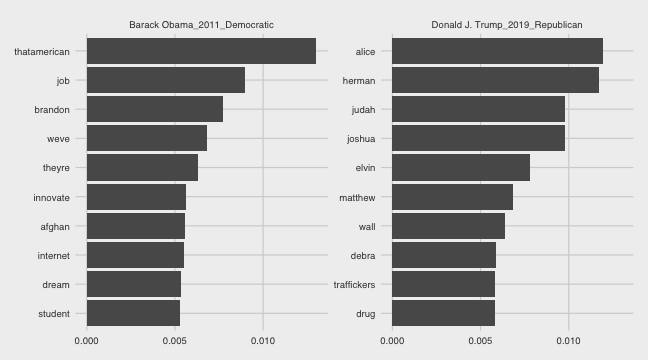 Barack Obama_2011_Democratic
thatamerican
job
brandon
weve
theyre
innovate
afghan
internet
dream
student
0.000 0.005 0.010
Donald J. Trump_2019_Republican
alice
herman
judah
joshua
elvin
matthew
wall
debra
traffickers
drug
0.000 0.005 0.010